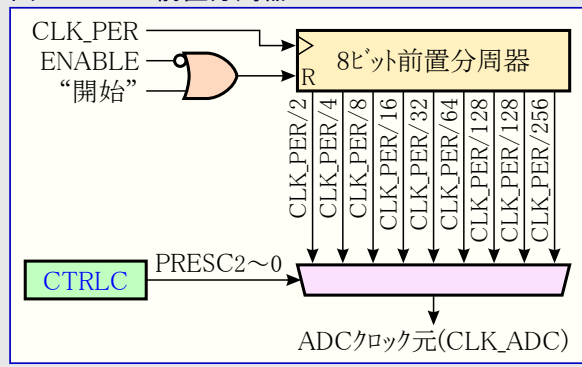 CLK_PER
ENABLE
“開始”
R
8ビット前置分周器
CLK_PER/2
CLK_PER/4
CLK_PER/8
CLK_PER/16
CLK_PER/32
CLK_PER/64
CLK_PER/128
CLK_PER/128
CLK_PER/256
CTRLC
PRESC2～0
ADCクロック元(CLK_ADC)